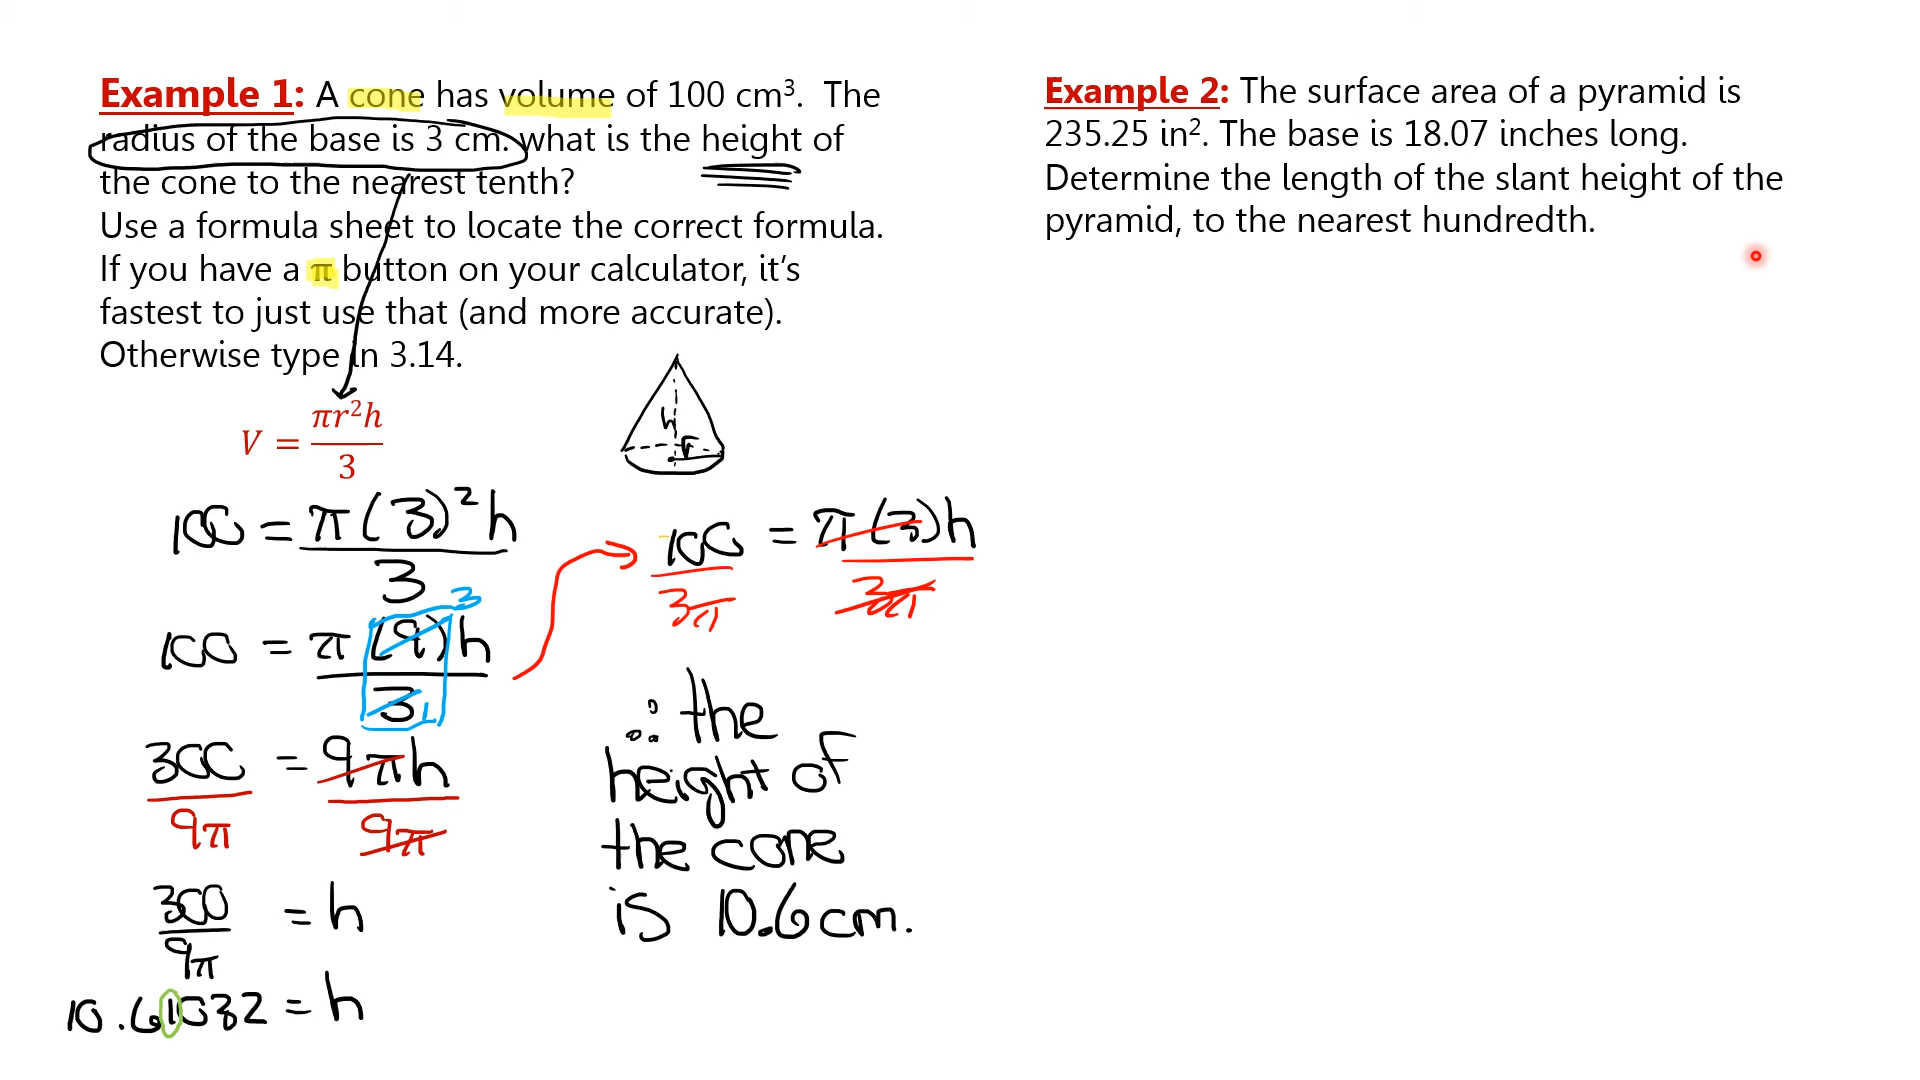 Example 1: A cone has volume of 100 cm³. The
radius of the base is 3 cm. what is the height of
the cone to the nearest tenth?
Use a formula sheet to locate the correct formula.
If you have a π button on your calculator, it's
fastest to just use that (and more accurate).
Otherwise type in 3.14.
V = πr²h
3
h
r
100 = π(3)²h
3
100 = π(9)h
3
3
1
300 = 9πh
9π 9π
300 = h
9π
10.61032 = h
100 = π(3)h
3π 3π
∴ the
height of
the cone
is 10.6 cm.
Example 2: The surface area of a pyramid is
235.25 in². The base is 18.07 inches long.
Determine the length of the slant height of the
pyramid, to the nearest hundredth.